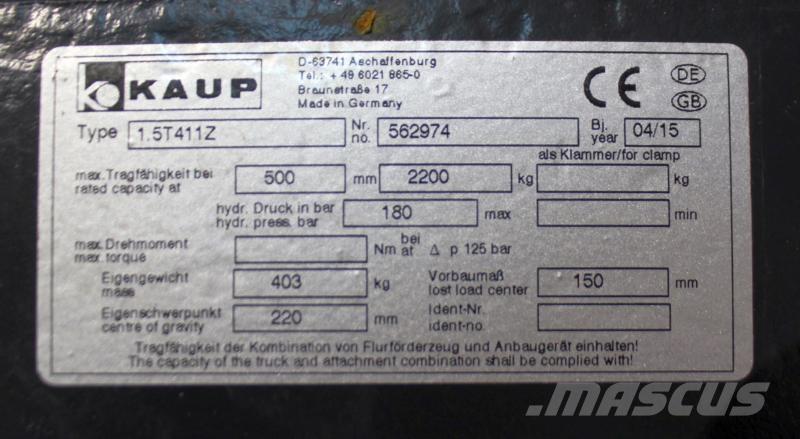 KAUP
D-63741 Aschaffenburg
Tel.: +49 6021 865-0
Braunstraße 17
Made in Germany
CE
DE
GB
Type 1.5T411Z Nr. no. 562974 Bj. year 04/15
als Klammer/for clamp
max. Tragfähigkeit bei rated capacity at 500 mm 2200 kg kg
hydr. Druck in bar hydr. press. bar 180 max min
max. Drehmoment max. torque Nm bei at Δ p 125 bar
Eigengewicht mass 403 kg Vorbaumaß lost load center 150 mm
Eigenschwerpunkt centre of gravity 220 mm Ident-Nr. ident-no.
Tragfähigkeit der Kombination von Flurförderzeug und Anbaugerät einhalten!
The capacity of the truck and attachment combination shall be complied with!
MASCUS